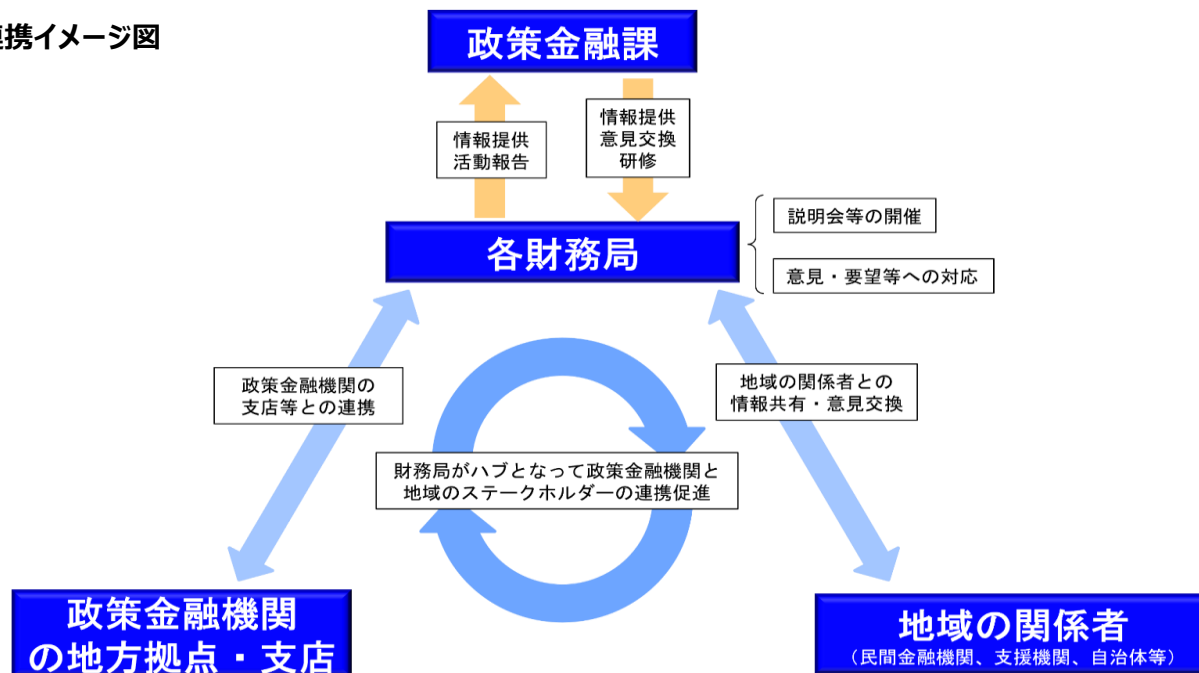 携イメージ図
政策金融課
情報提供
活動報告
情報提供
意見交換
研修
各財務局
説明会等の開催
意見・要望等への対応
政策金融機関の
支店等との連携
地域の関係者との
情報共有・意見交換
財務局がハブとなって政策金融機関と
地域のステークホルダーの連携促進
政策金融機関
の地方拠点・支店
地域の関係者
（民間金融機関、支援機関、自治体等）